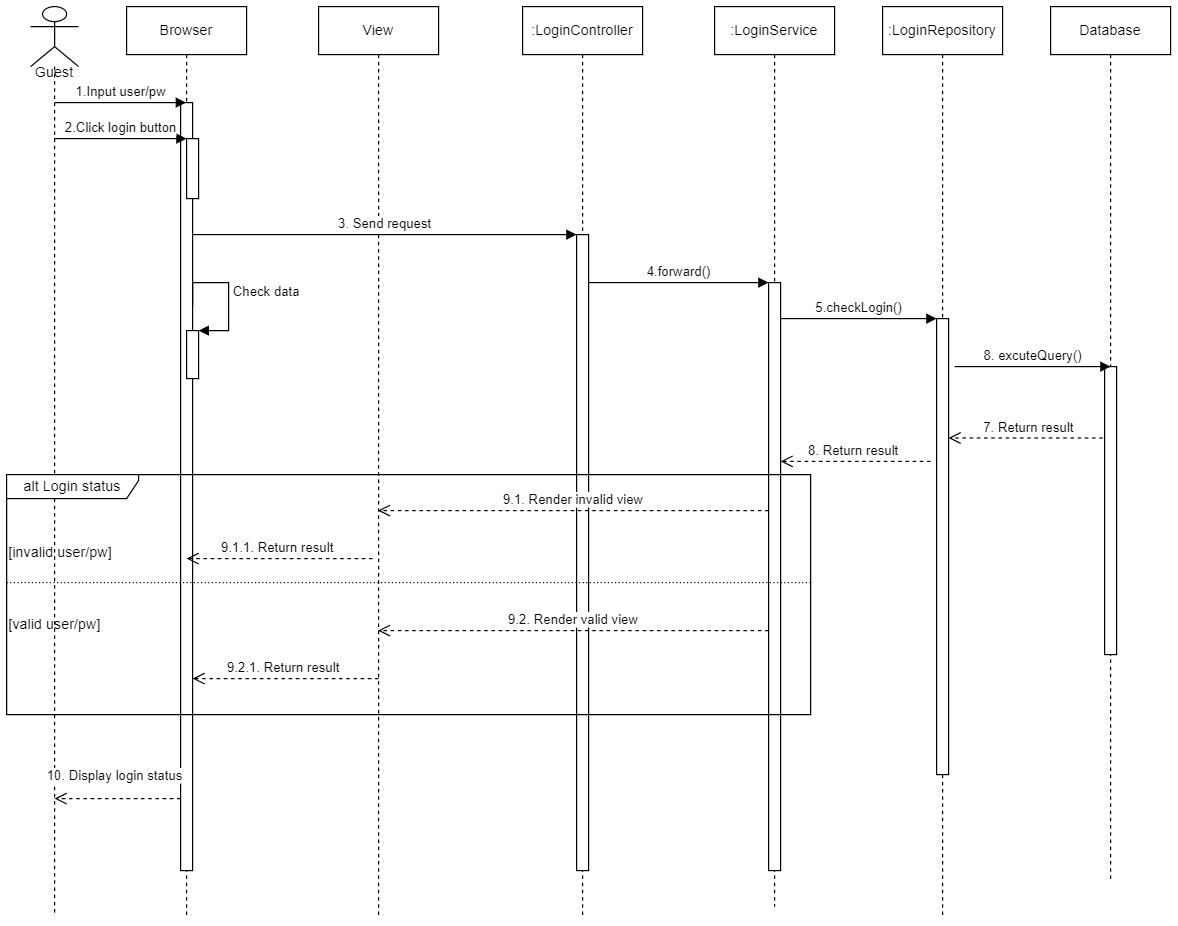 Browser
View
:LoginController
:LoginService
:LoginRepository
Database
Guest
1.Input user/pw
2.Click login button
3. Send request
4.forward()
Check data
5.checkLogin()
8. excuteQuery()
7. Return result
8. Return result
alt Login status
9.1. Render invalid view
9.1.1. Return result
[invalid user/pw]
9.2. Render valid view
[valid user/pw]
9.2.1. Return result
10. Display login status